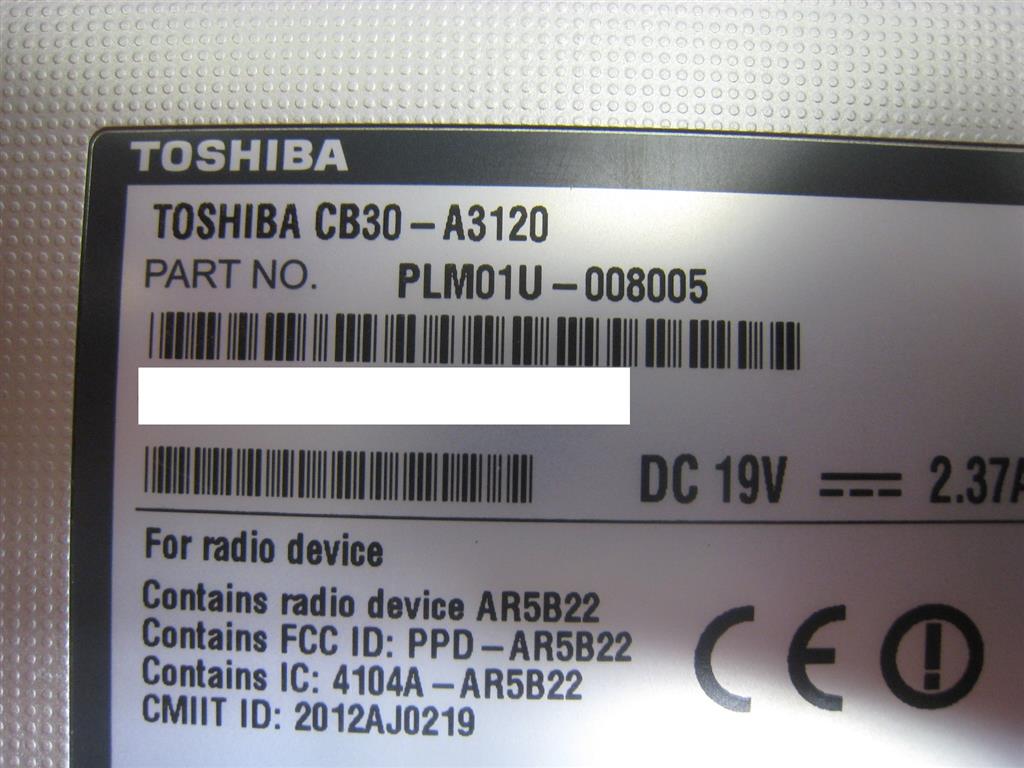 TOSHIBA
TOSHIBA CB30-A3120
PART NO. PLM01U-008005
DC 19V 2.37A
For radio device
Contains radio device AR5B22
Contains FCC ID: PPD-AR5B22
Contains IC: 4104A-AR5B22
CMIIT ID: 2012AJ0219
CE